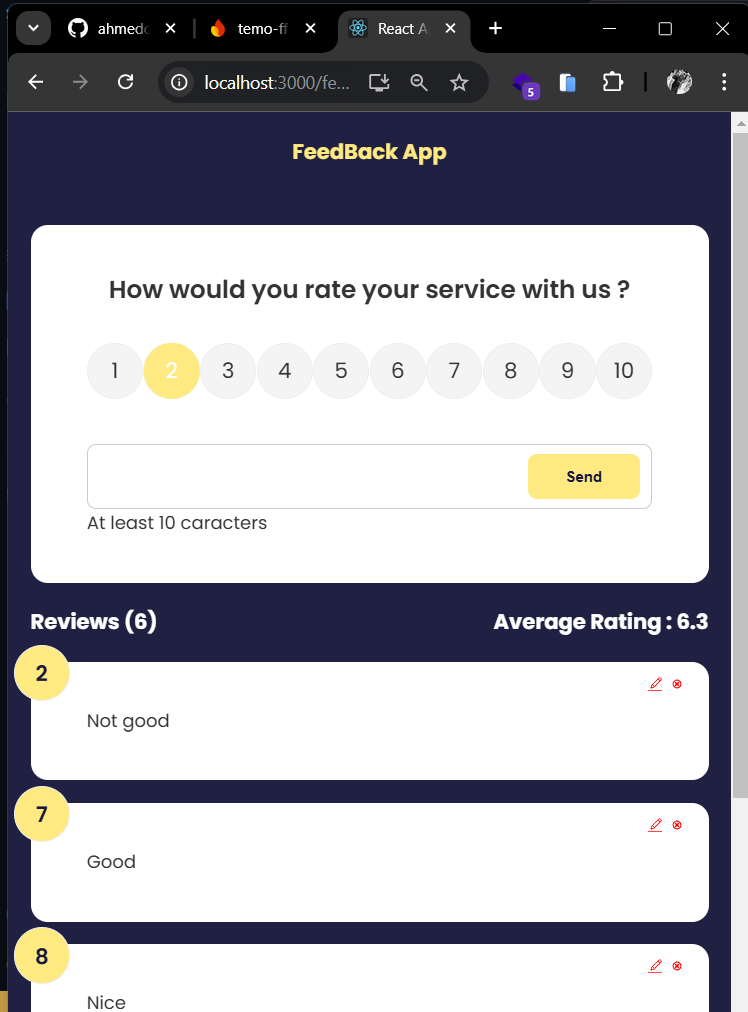 ahmedc
temo-ff
React A
localhost:3000/fe...
5
FeedBack App
How would you rate your service with us ?
1 2 3 4 5 6 7 8 9 10
Send
At least 10 caracters
Reviews (6) Average Rating : 6.3
2
Not good
7
Good
8
Nice